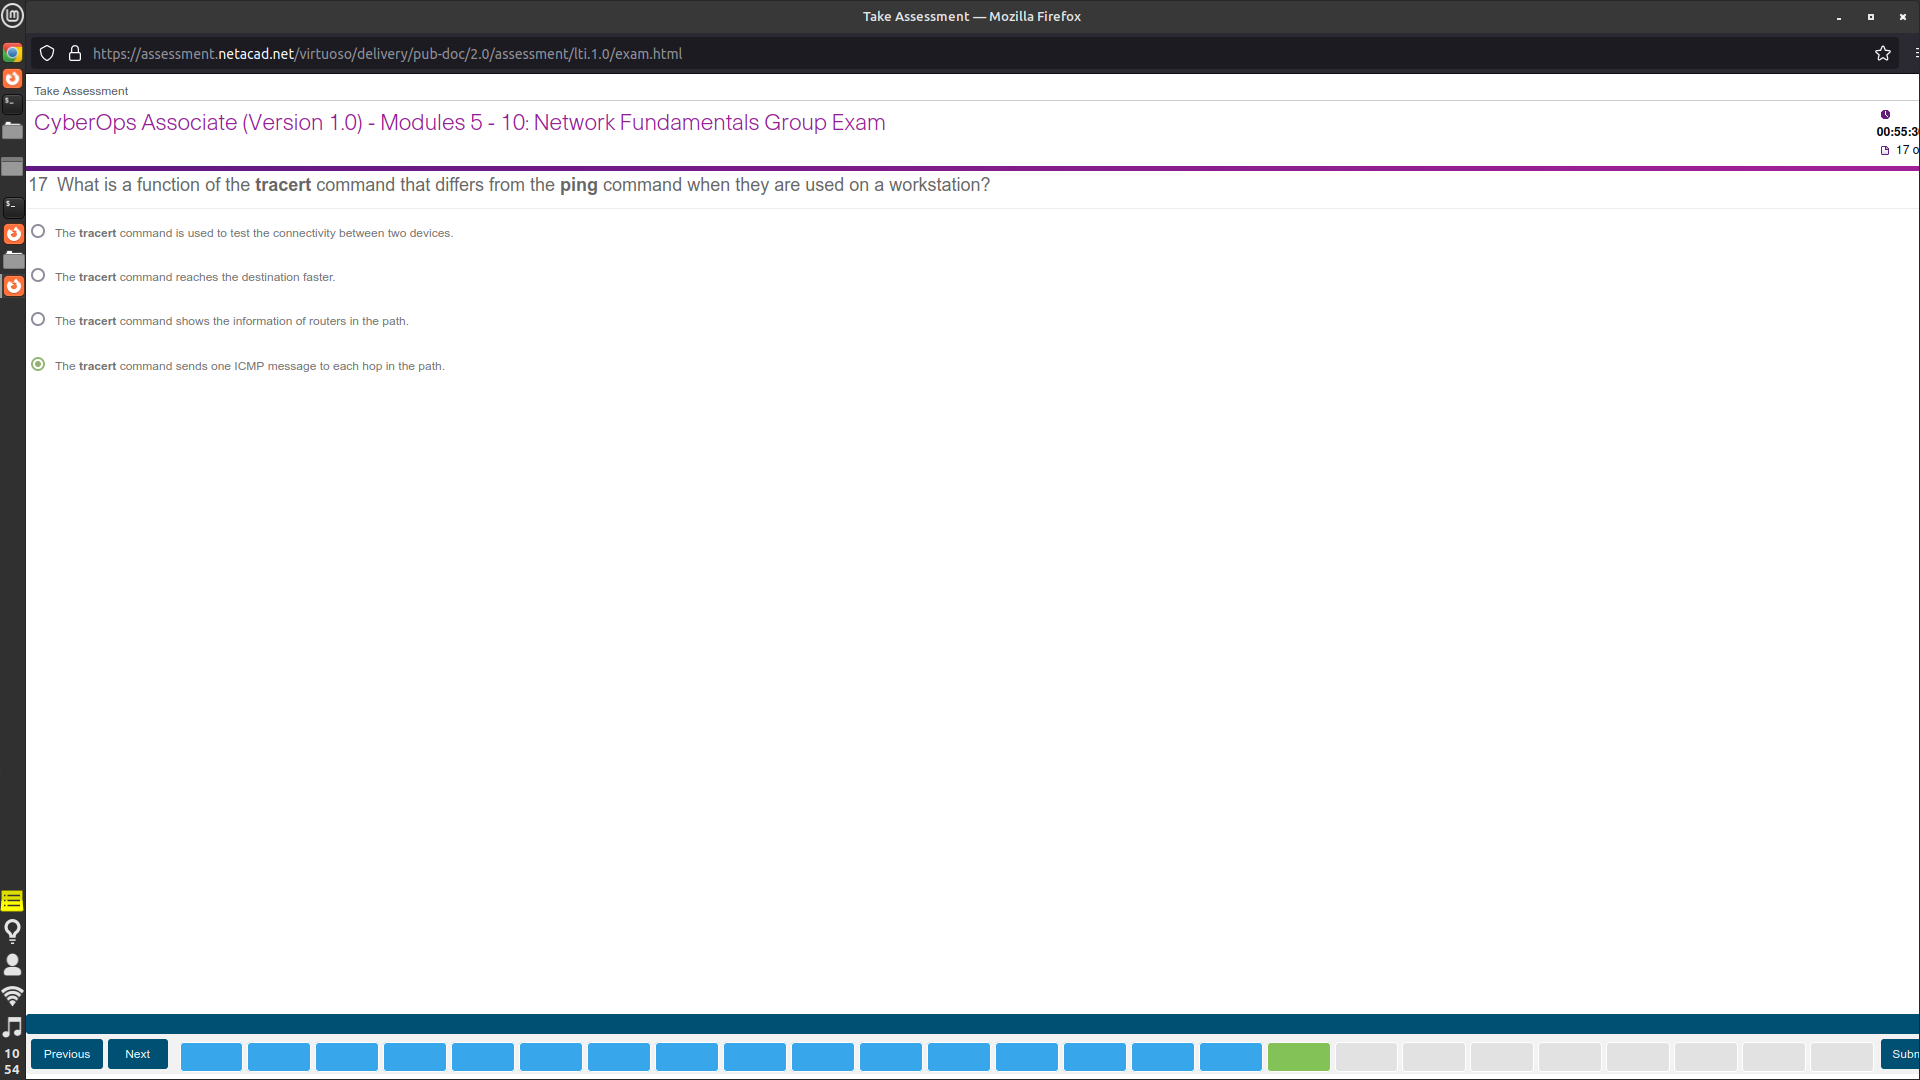 Take Assessment — Mozilla Firefox
https://assessment.netacad.net/virtuoso/delivery/pub-doc/2.0/assessment/lti.1.0/exam.html
Take Assessment
CyberOps Associate (Version 1.0) - Modules 5 - 10: Network Fundamentals Group Exam
00:55:3
17 o
17 What is a function of the tracert command that differs from the ping command when they are used on a workstation?
The tracert command is used to test the connectivity between two devices.
The tracert command reaches the destination faster.
The tracert command shows the information of routers in the path.
The tracert command sends one ICMP message to each hop in the path.
Previous
Next
Subm
10
54